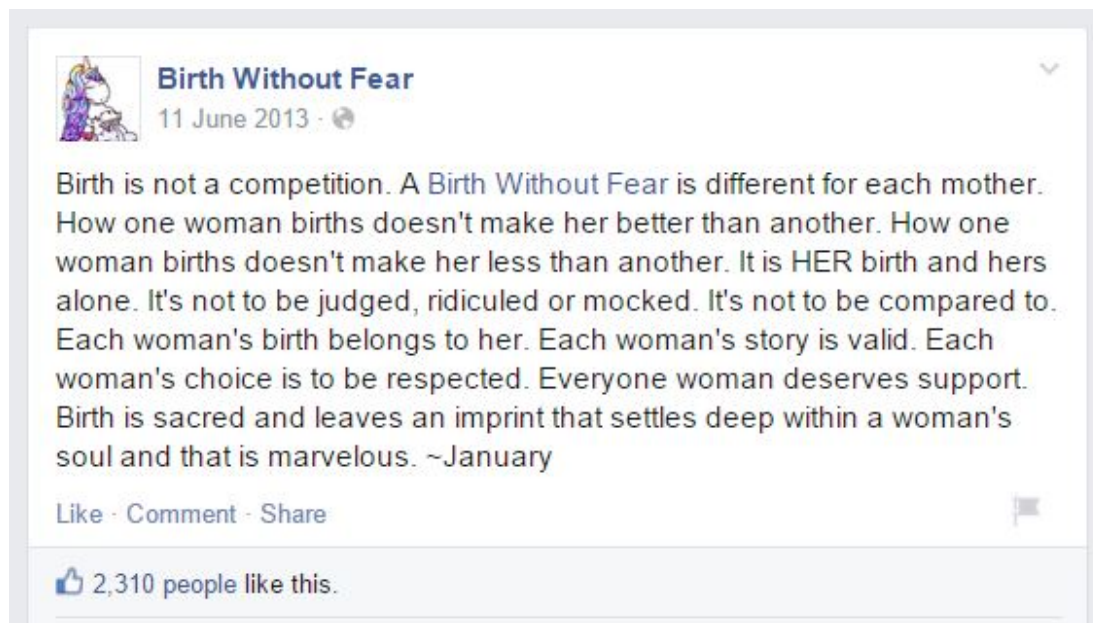 Birth Without Fear
11 June 2013 ·
Birth is not a competition. A Birth Without Fear is different for each mother.
How one woman births doesn't make her better than another. How one
woman births doesn't make her less than another. It is HER birth and hers
alone. It's not to be judged, ridiculed or mocked. It's not to be compared to.
Each woman's birth belongs to her. Each woman's story is valid. Each
woman's choice is to be respected. Everyone woman deserves support.
Birth is sacred and leaves an imprint that settles deep within a woman's
soul and that is marvelous. ~January
Like · Comment · Share
2,310 people like this.